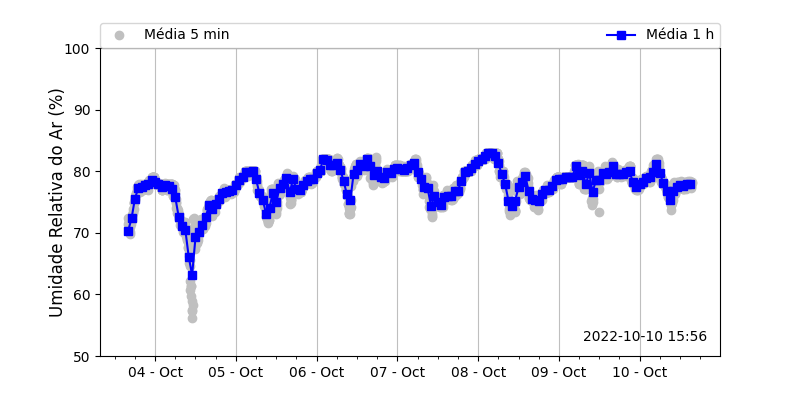 Média 5 min Média 1 h
100
90
80
70
60
50
Umidade Relativa do Ar (%)
2022-10-10 15:56
04 - Oct 05 - Oct 06 - Oct 07 - Oct 08 - Oct 09 - Oct 10 - Oct